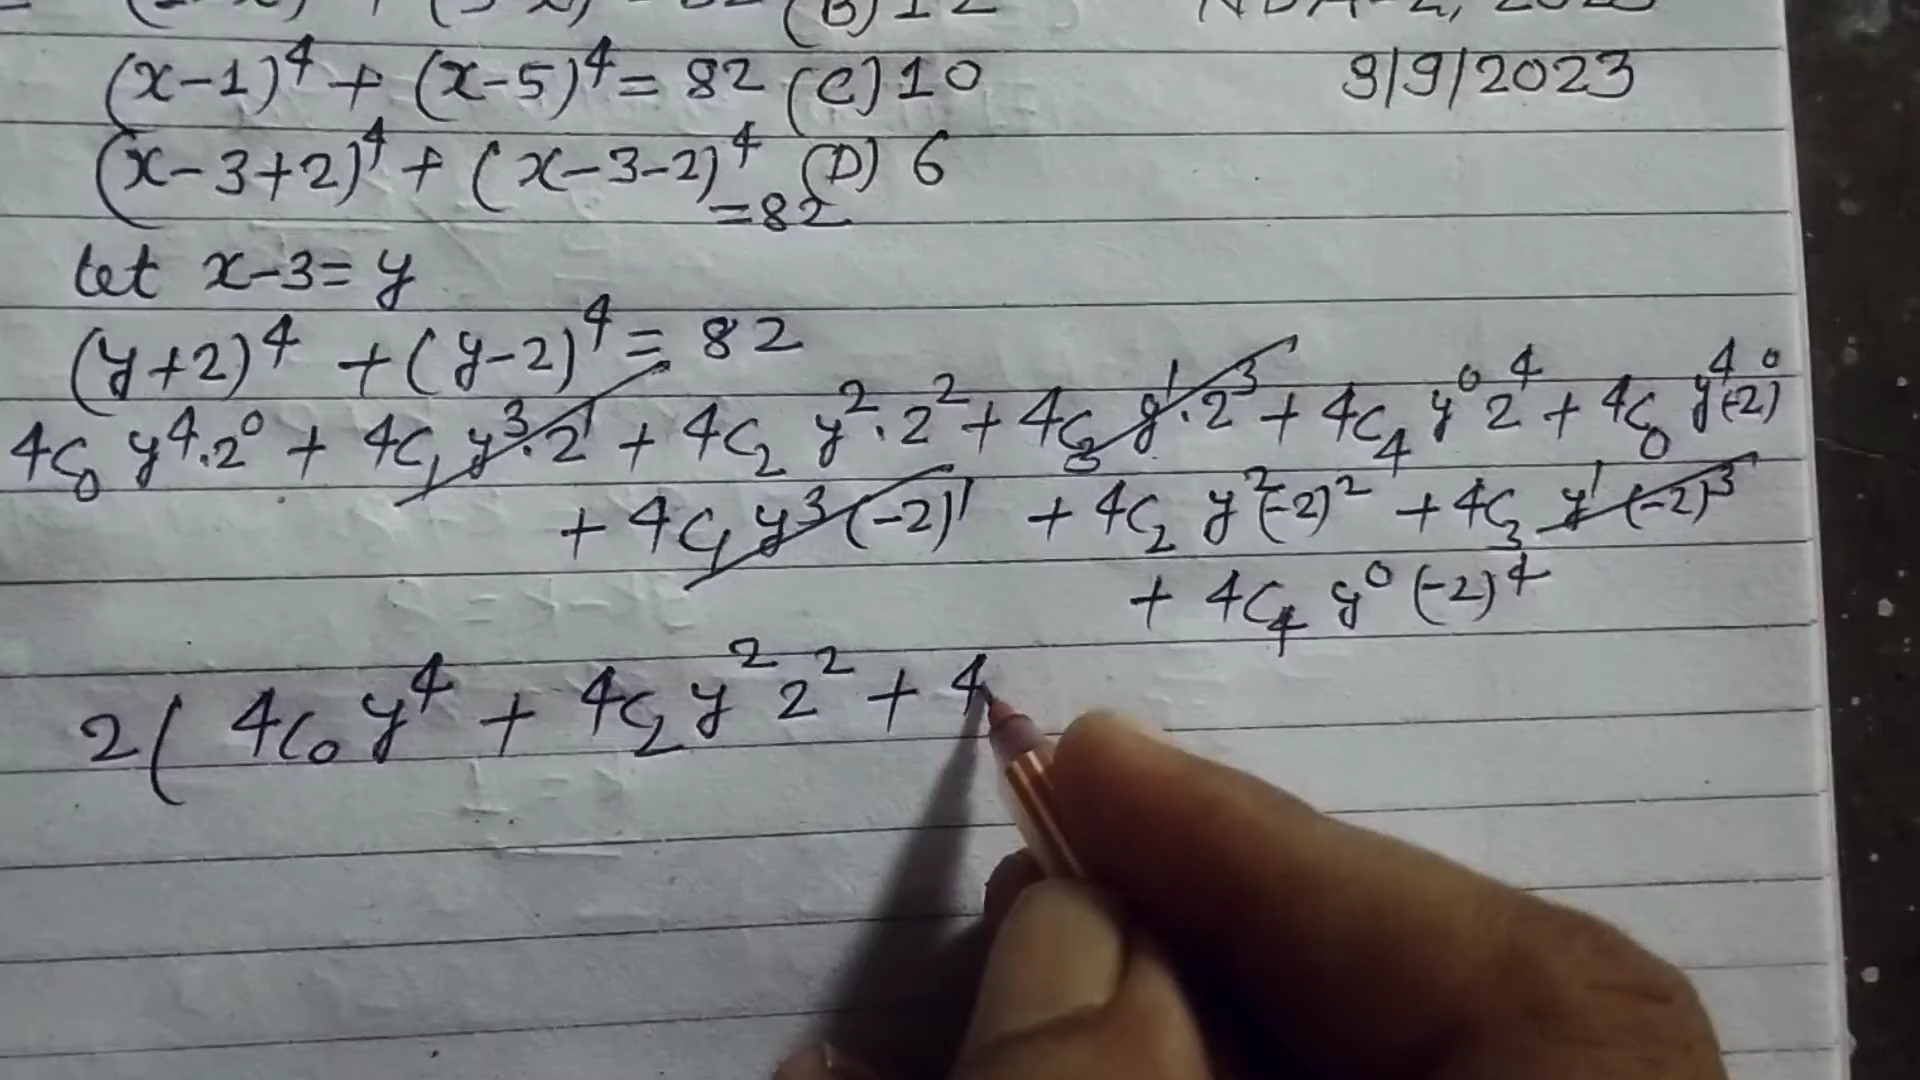 (B) 12
(x-1)⁴ + (x-5)⁴ = 82 (C) 10 9/9/2023
(x-3+2)⁴ + (x-3-2)⁴ (D) 6
=82
let x-3=y
(y+2)⁴ + (y-2)⁴ = 82
4C₀ y⁴.2⁰ + 4C₁ y³.2¹ + 4C₂ y².2² + 4C₃ y¹.2³ + 4C₄ y⁰ 2⁴ + 4C₀ y⁴(-2)⁰
+ 4C₁ y³ (-2)¹ + 4C₂ y²(-2)² + 4C₃ y¹ (-2)³
+ 4C₄ y⁰ (-2)⁴
2( 4C₀ y⁴ + 4C₂ y² 2² + 4